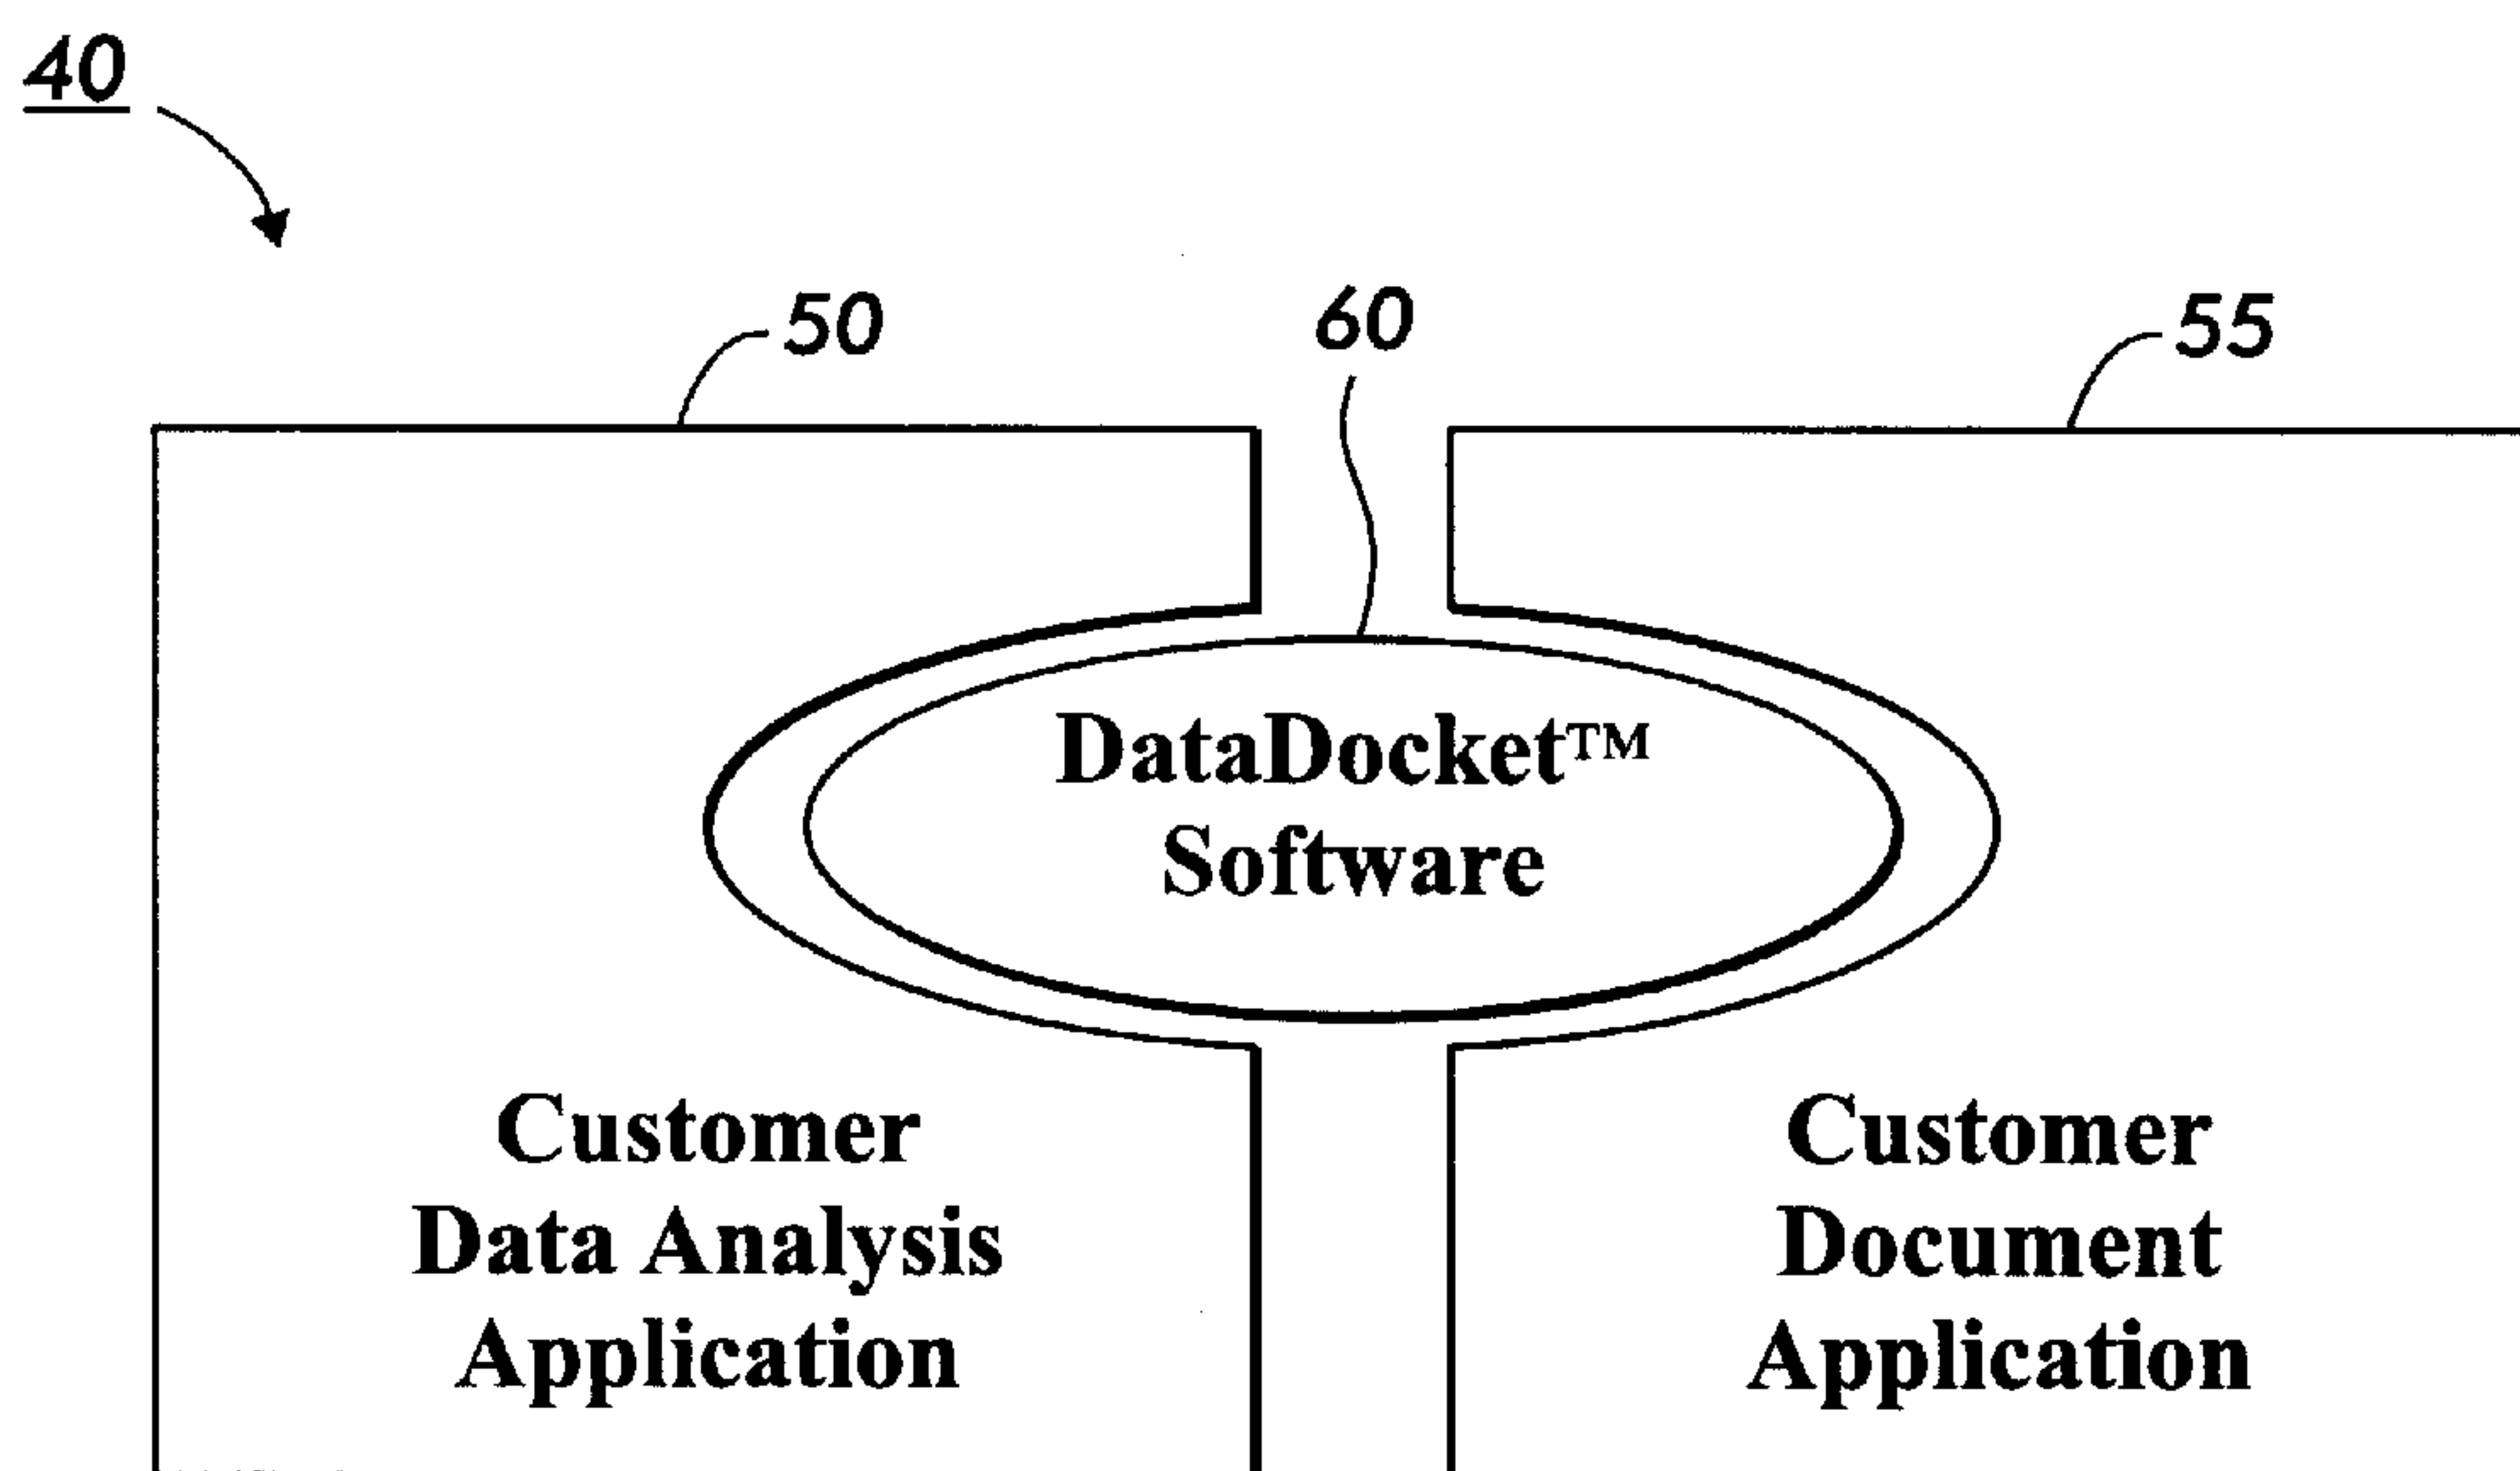 40
50
60
55
DataDocket™
Software
Customer
Data Analysis
Application
Customer
Document
Application